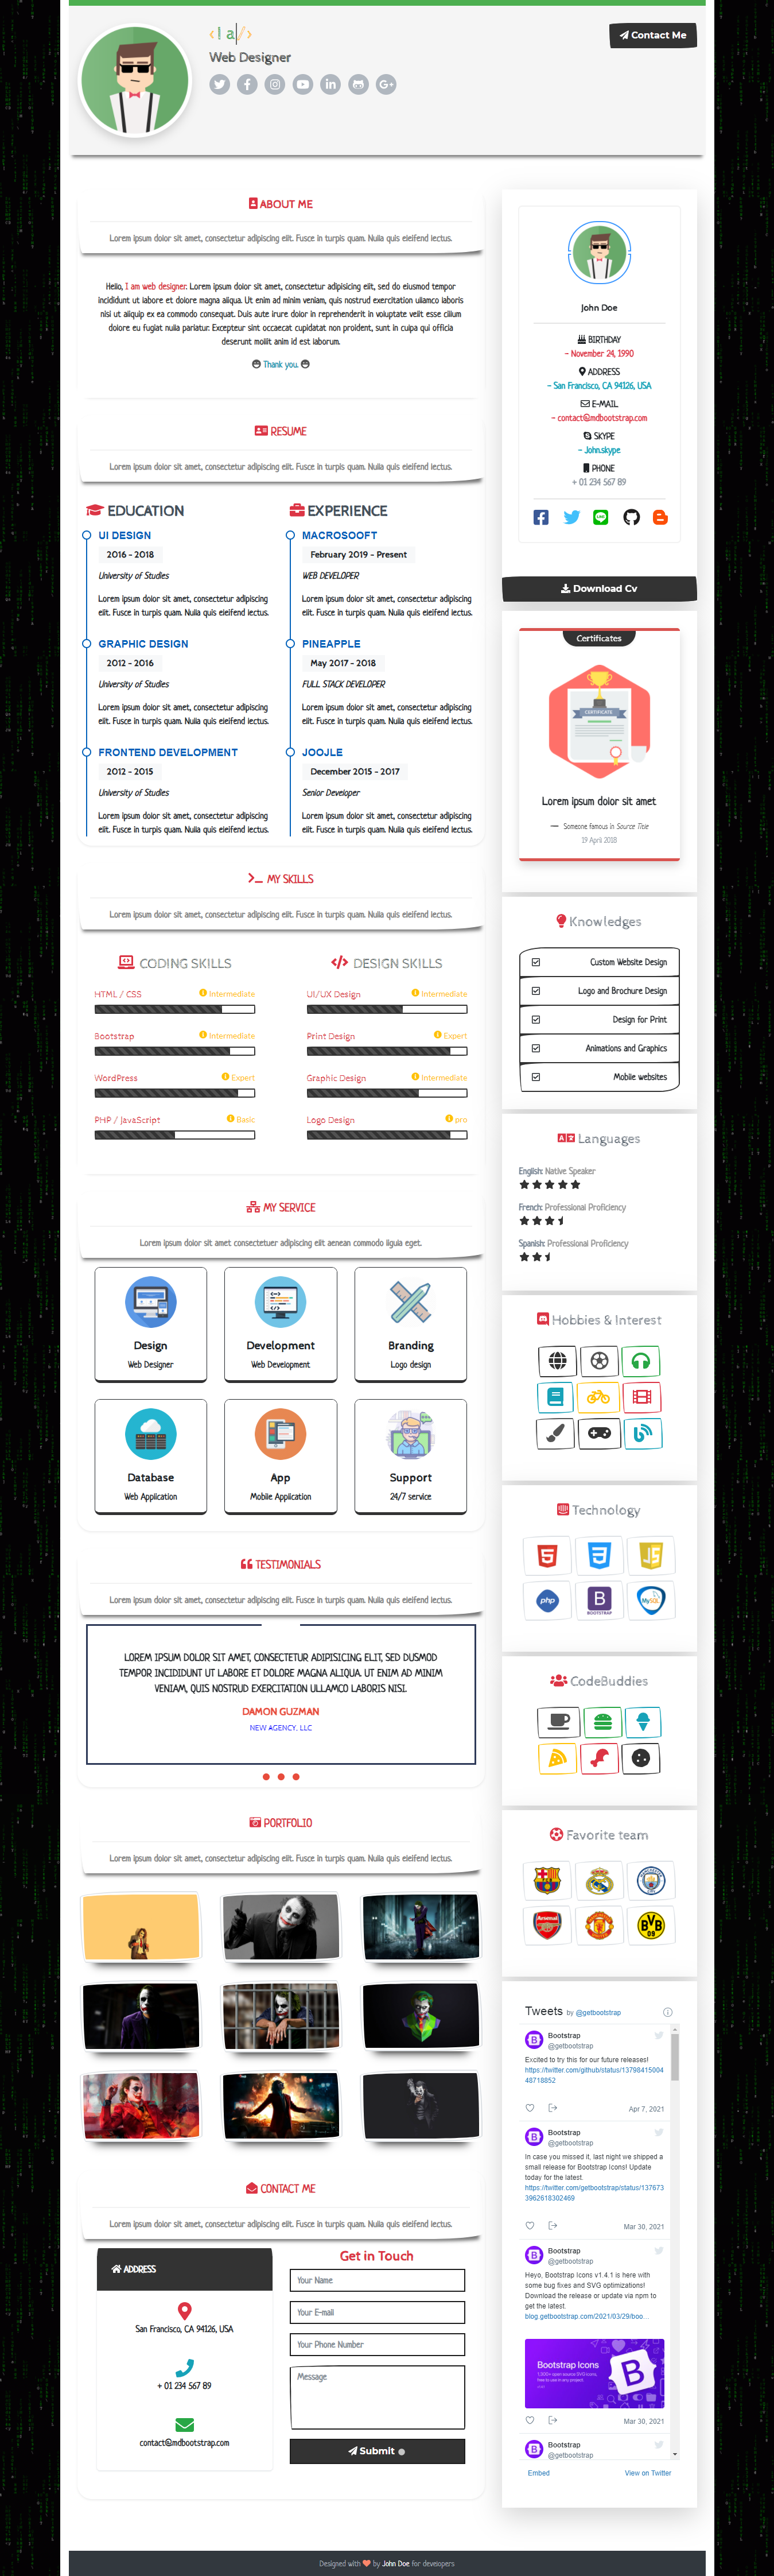 < I a| />
Web Designer
Contact Me
ABOUT ME
Lorem ipsum dolor sit amet, consectetur adipiscing elit. Fusce in turpis quam. Nulla quis eleifend lectus.
Hello, I am web designer. Lorem ipsum dolor sit amet, consectetur adipisicing elit, sed do eiusmod tempor
incididunt ut labore et dolore magna aliqua. Ut enim ad minim veniam, quis nostrud exercitation ullamco laboris
nisi ut aliquip ex ea commodo consequat. Duis aute irure dolor in reprehenderit in voluptate velit esse cillum
dolore eu fugiat nulla pariatur. Excepteur sint occaecat cupidatat non proident, sunt in culpa qui officia
deserunt mollit anim id est laborum.
Thank you.
RESUME
Lorem ipsum dolor sit amet, consectetur adipiscing elit. Fusce in turpis quam. Nulla quis eleifend lectus.
EDUCATION
UI DESIGN
2016 - 2018
University of Studies
Lorem ipsum dolor sit amet, consectetur adipiscing
elit. Fusce in turpis quam. Nulla quis eleifend lectus.
GRAPHIC DESIGN
2012 - 2016
University of Studies
Lorem ipsum dolor sit amet, consectetur adipiscing
elit. Fusce in turpis quam. Nulla quis eleifend lectus.
FRONTEND DEVELOPMENT
2012 - 2015
University of Studies
Lorem ipsum dolor sit amet, consectetur adipiscing
elit. Fusce in turpis quam. Nulla quis eleifend lectus.
EXPERIENCE
MACROSOOFT
February 2019 - Present
WEB DEVELOPER
Lorem ipsum dolor sit amet, consectetur adipiscing
elit. Fusce in turpis quam. Nulla quis eleifend lectus.
PINEAPPLE
May 2017 - 2018
FULL STACK DEVELOPER
Lorem ipsum dolor sit amet, consectetur adipiscing
elit. Fusce in turpis quam. Nulla quis eleifend lectus.
JOOJLE
December 2015 - 2017
Senior Developer
Lorem ipsum dolor sit amet, consectetur adipiscing
elit. Fusce in turpis quam. Nulla quis eleifend lectus.
MY SKILLS
Lorem ipsum dolor sit amet, consectetur adipiscing elit. Fusce in turpis quam. Nulla quis eleifend lectus.
CODING SKILLS
HTML / CSS Intermediate
Bootstrap Intermediate
WordPress Expert
PHP / JavaScript Basic
DESIGN SKILLS
UI/UX Design Intermediate
Print Design Expert
Graphic Design Intermediate
Logo Design pro
MY SERVICE
Lorem ipsum dolor sit amet consectetuer adipiscing elit aenean commodo ligula eget.
Design
Web Designer
Development
Web Development
Branding
Logo design
Database
Web Application
App
Mobile Application
Support
24/7 service
TESTIMONIALS
Lorem ipsum dolor sit amet, consectetur adipiscing elit. Fusce in turpis quam. Nulla quis eleifend lectus.
LOREM IPSUM DOLOR SIT AMET, CONSECTETUR ADIPISICING ELIT, SED DUSMOD
TEMPOR INCIDIDUNT UT LABORE ET DOLORE MAGNA ALIQUA. UT ENIM AD MINIM
VENIAM, QUIS NOSTRUD EXERCITATION ULLAMCO LABORIS NISI.
DAMON GUZMAN
NEW AGENCY. LLC
PORTFOLIO
Lorem ipsum dolor sit amet, consectetur adipiscing elit. Fusce in turpis quam. Nulla quis eleifend lectus.
CONTACT ME
Lorem ipsum dolor sit amet, consectetur adipiscing elit. Fusce in turpis quam. Nulla quis eleifend lectus.
ADDRESS
San Francisco, CA 94126, USA
+ 01 234 567 89
contact@mdbootstrap.com
Get in Touch
Your Name
Your E-mail
Your Phone Number
Message
Submit
John Doe
BIRTHDAY
- November 24, 1990
ADDRESS
- San Francisco, CA 94126, USA
E-MAIL
- contact@mdbootstrap.com
SKYPE
- John.skype
PHONE
+ 01 234 567 89
Download Cv
Certificates
CERTIFICATE
Lorem ipsum dolor sit amet
— Someone famous in Source Title
19 April 2018
Knowledges
Custom Website Design
Logo and Brochure Design
Design for Print
Animations and Graphics
Mobile websites
Languages
English: Native Speaker
French: Professional Proficiency
Spanish: Professional Proficiency
Hobbies & Interest
Technology
5
3
JS
php
B
BOOTSTRAP
MySQL
CodeBuddies
Favorite team
Arsenal
BVB
09
Tweets by @getbootstrap
Bootstrap
@getbootstrap
Excited to try this for our future releases!
https://twitter.com/github/status/13798415004
48718852
Apr 7, 2021
Bootstrap
@getbootstrap
In case you missed it, last night we shipped a
small release for Bootstrap Icons! Update
today for the latest.
https://twitter.com/getbootstrap/status/137673
3962618302469
Mar 30, 2021
Bootstrap
@getbootstrap
Heyo, Bootstrap Icons v1.4.1 is here with
some bug fixes and SVG optimizations!
Download the release or update via npm to
get the latest.
blog.getbootstrap.com/2021/03/29/boo…
Bootstrap Icons
B
Mar 30, 2021
Bootstrap
@getbootstrap
Embed
View on Twitter
Designed with by John Doe for developers